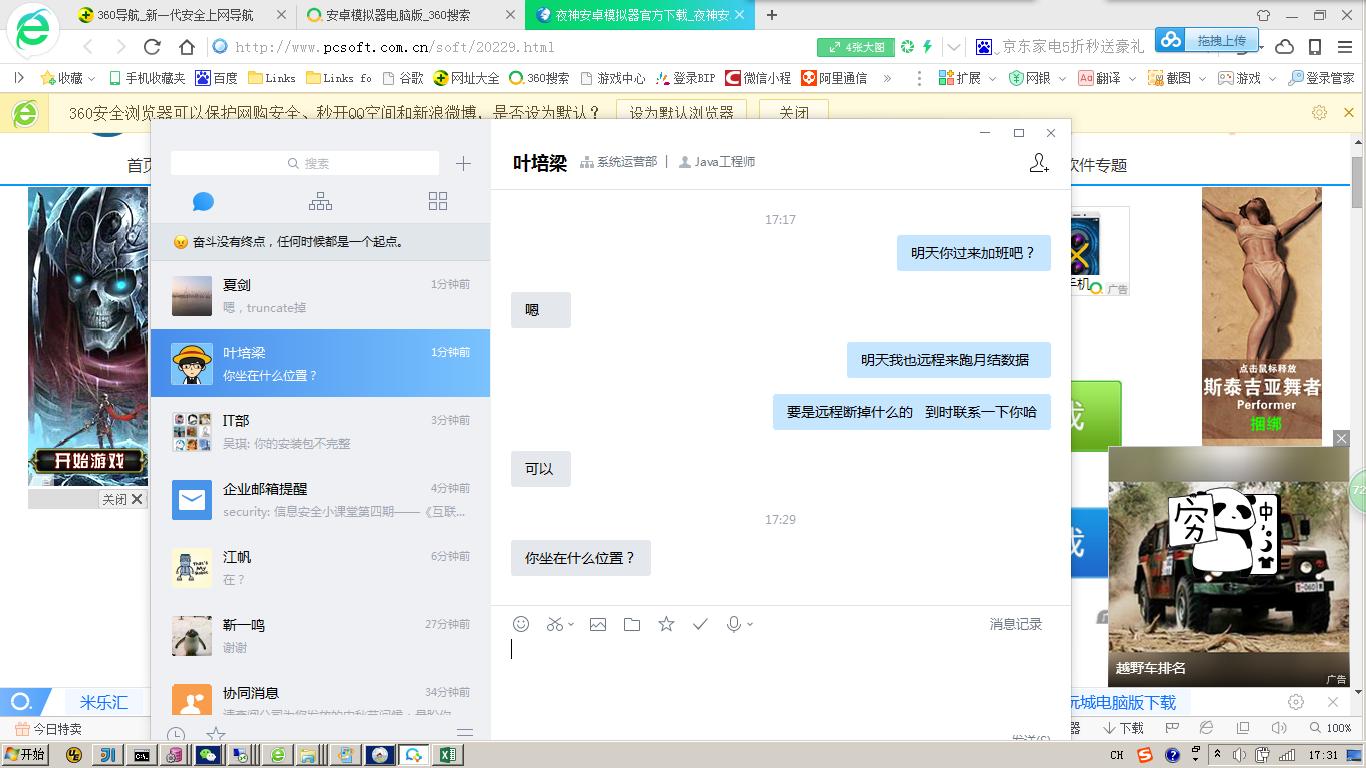 360导航_新一代安全上网导航
安卓模拟器电脑版_360搜索
夜神安卓模拟器官方下载_夜神安
http://www.pcsoft.com.cn/soft/20229.html
4张大图
京东家电5折秒送豪礼
拖拽上传
收藏
手机收藏夹
百度
Links
Links fo
谷歌
网址大全
360搜索
游戏中心
登录BIP
微信小程
阿里通信
扩展
网银
翻译
截图
游戏
登录管家
360安全浏览器可以保护网购安全、秒开QQ空间和新浪微博，是否设为默认？
设为默认浏览器
关闭
首页
软件专题
搜索
奋斗没有终点，任何时候都是一个起点。
夏剑
1分钟前
嗯，truncate掉
叶培梁
1分钟前
你坐在什么位置？
IT部
3分钟前
吴琪: 你的安装包不完整
企业邮箱提醒
4分钟前
security: 信息安全小课堂第四期——《互联...
江帆
6分钟前
在？
靳一鸣
27分钟前
谢谢
协同消息
34分钟前
叶培梁
系统运营部
Java工程师
17:17
明天你过来加班吧？
嗯
明天我也远程来跑月结数据
要是远程断掉什么的 到时联系一下你哈
可以
17:29
你坐在什么位置？
消息记录
发送(S)
开始游戏
关闭
手机
广告
点击鼠标释放
斯泰吉亚舞者
Performer
捆绑
载
载
72
穷
中
越野车排名
广告
米乐汇
玩城电脑版下载
今日特卖
器
下载
100%
开始
CH
17:31